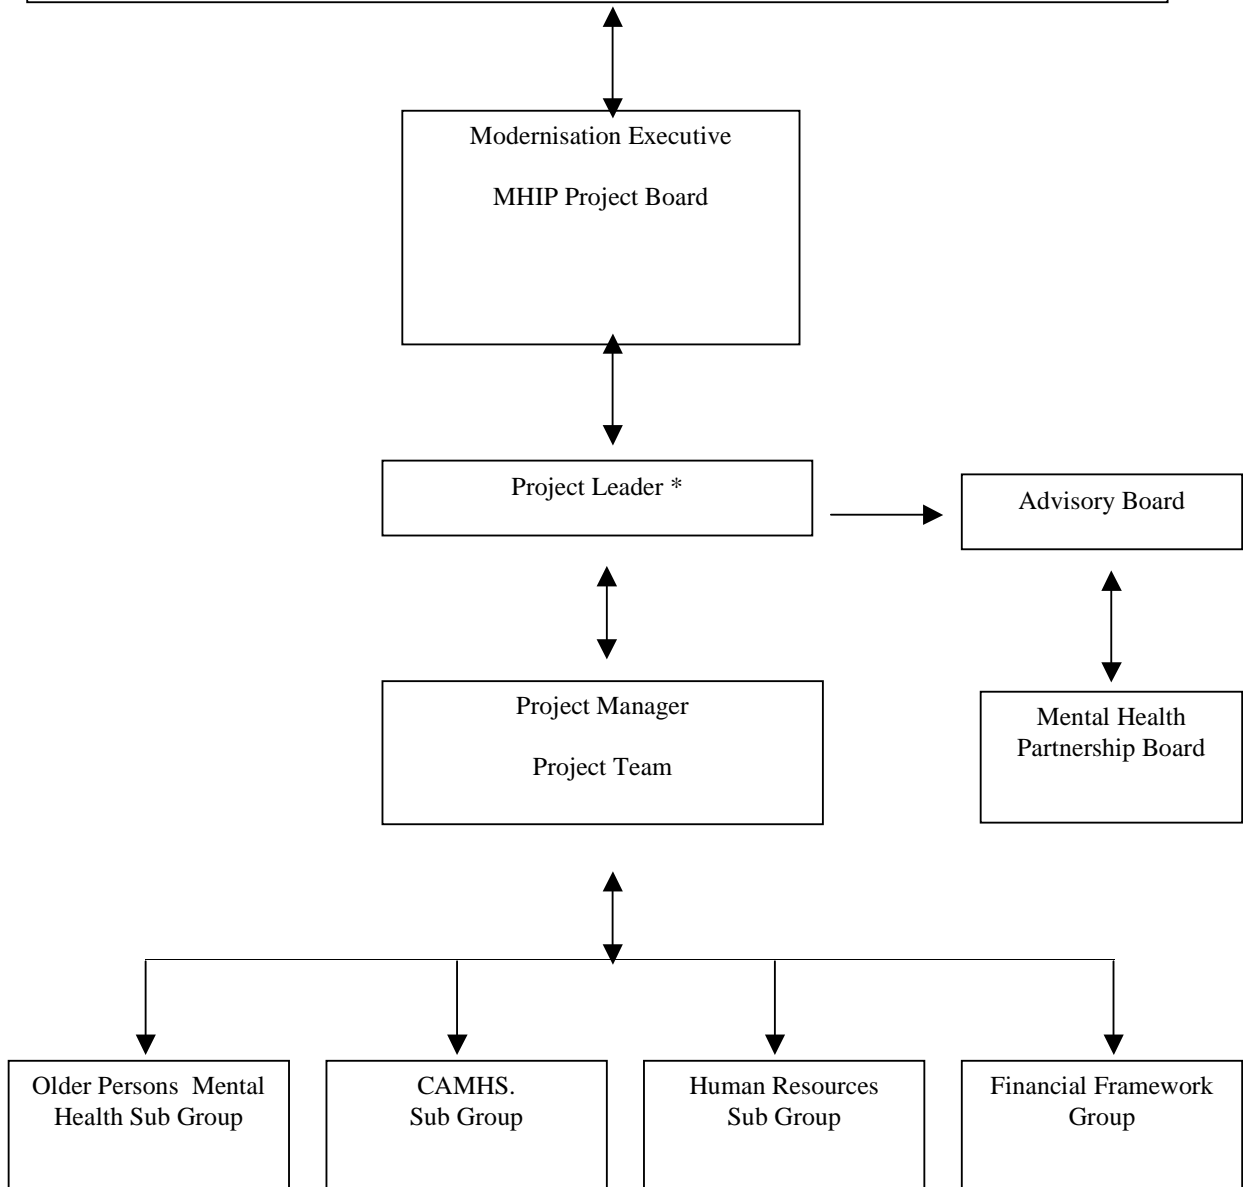 Modernisation Executive
MHIP Project Board
Project Leader *
Advisory Board
Project Manager
Project Team
Mental Health
Partnership Board
Older Persons  Mental
Health Sub Group
CAMHS.
Sub Group
Human Resources
Sub Group
Financial Framework
Group